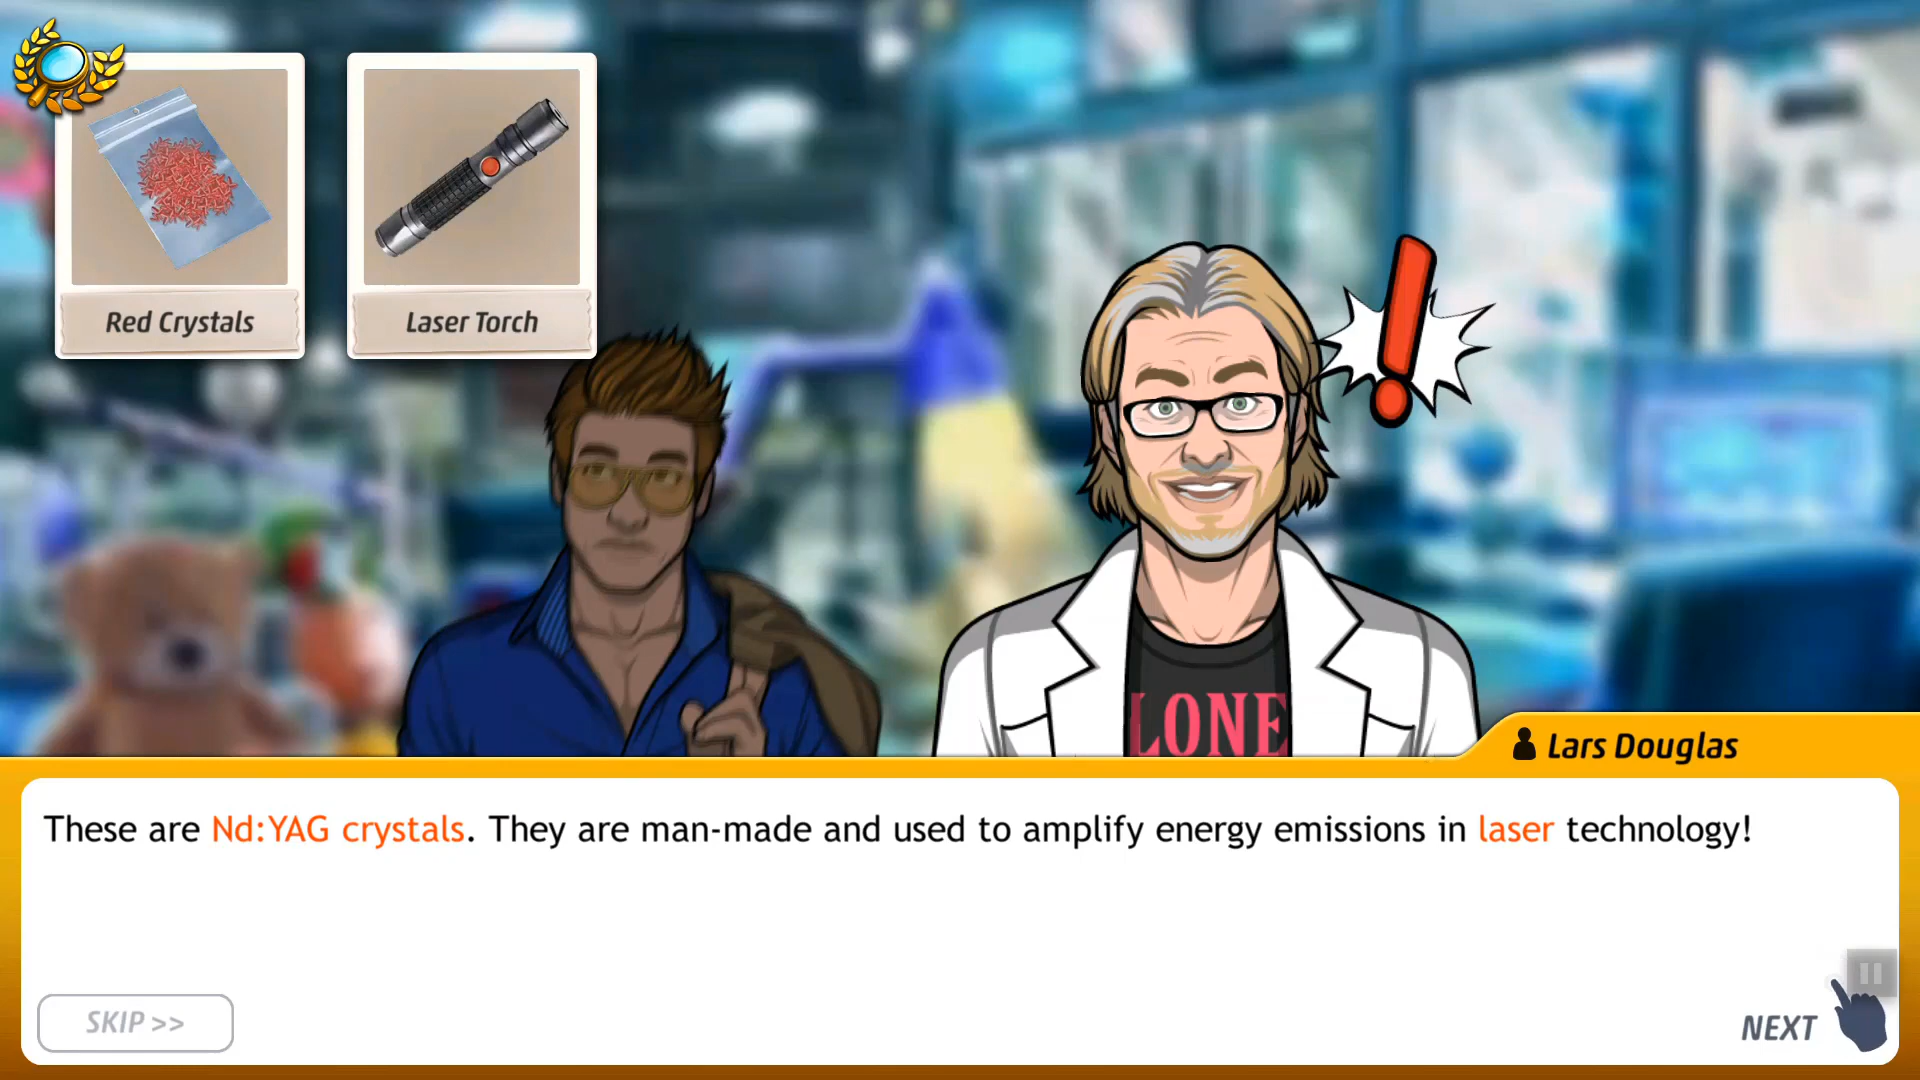 Red Crystals
Laser Torch
LONE
Lars Douglas
These are Nd:YAG crystals. They are man-made and used to amplify energy emissions in laser technology!
SKIP >>
NEXT